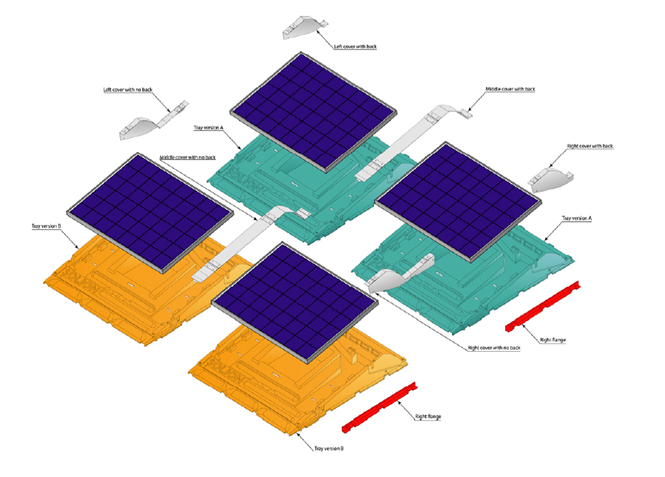 Left cover with back
Left cover with no back
Middle cover with back
Tray version A
Right cover with back
Middle cover with no back
Tray version A
Tray version B
Right flange
Right cover with no back
Right flange
Tray version B